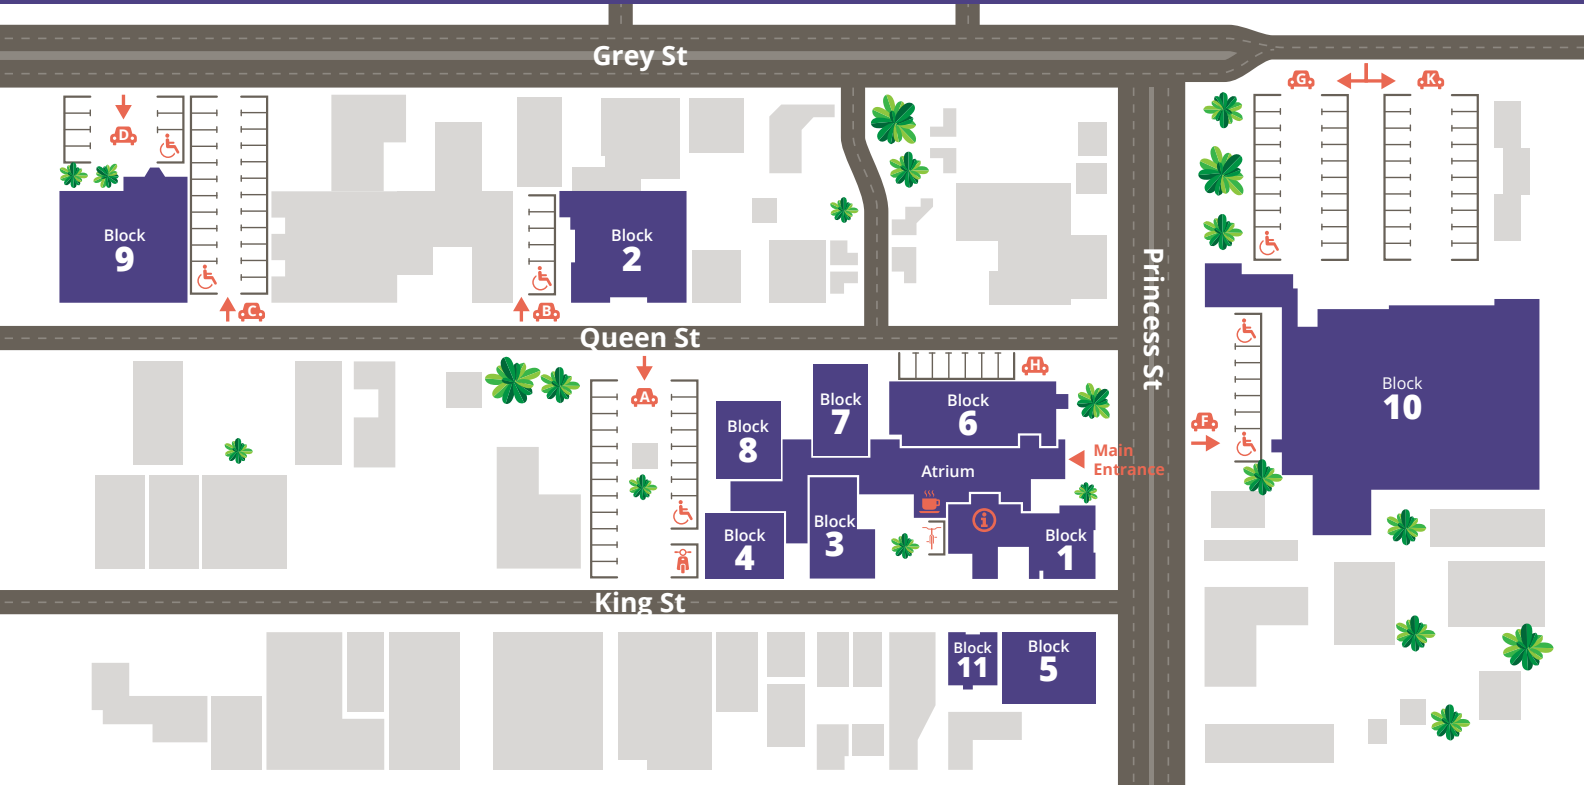 Grey St
G
K
D
Block
9
Block
2
Princess St
C
B
Queen St
A
H
Block
10
Block
7
Block
6
F
Block
8
Main
Entrance
Atrium
i
Block
4
Block
3
Block
1
King St
Block
11
Block
5